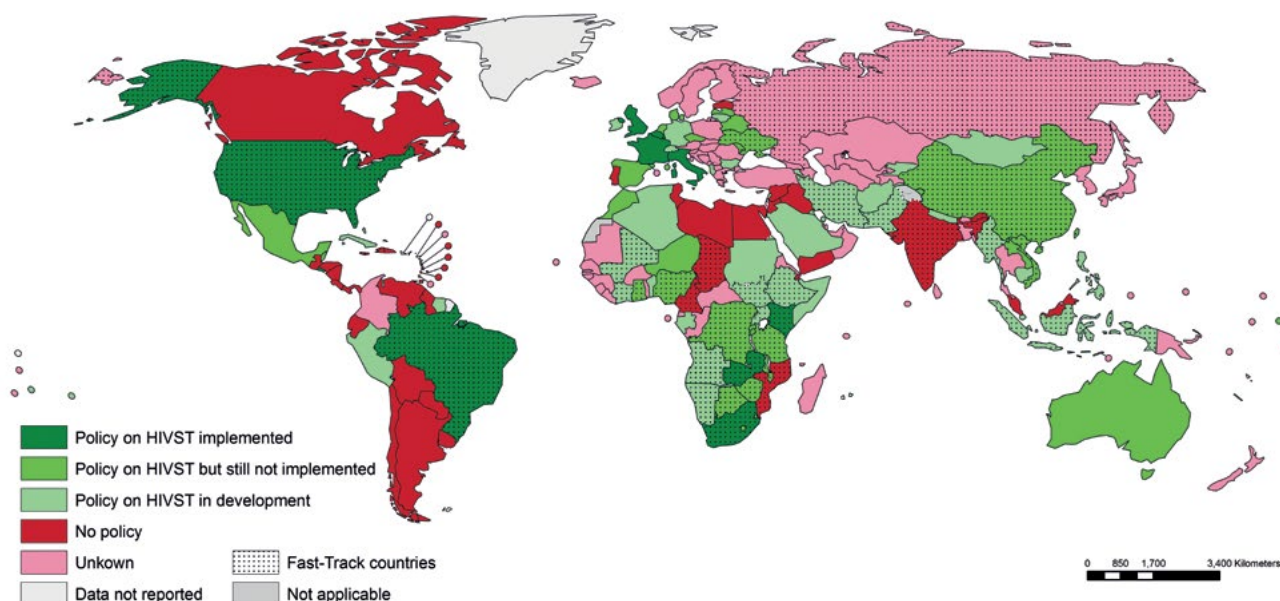 Policy on HIVST implemented
Policy on HIVST but still not implemented
Policy on HIVST in development
No policy
Unkown
Data not reported
Fast-Track countries
Not applicable
0 850 1,700 3,400 Kilometers